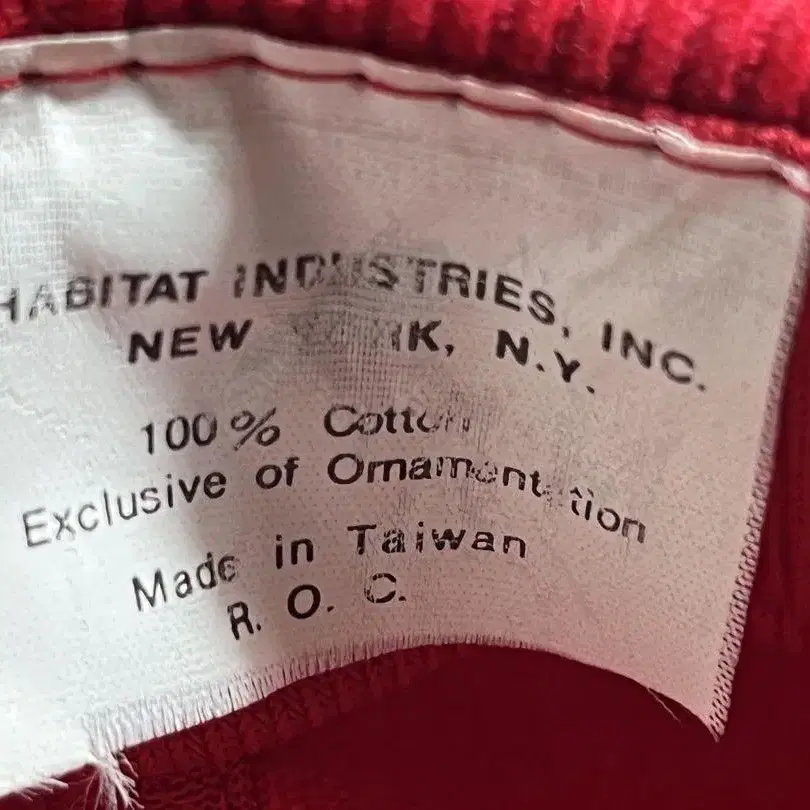 HABITAT INDUSTRIES, INC.
NEW YORK, N.Y.
100% Cotton
Exclusive of Ornamentation
Made in Taiwan
R. O. C.